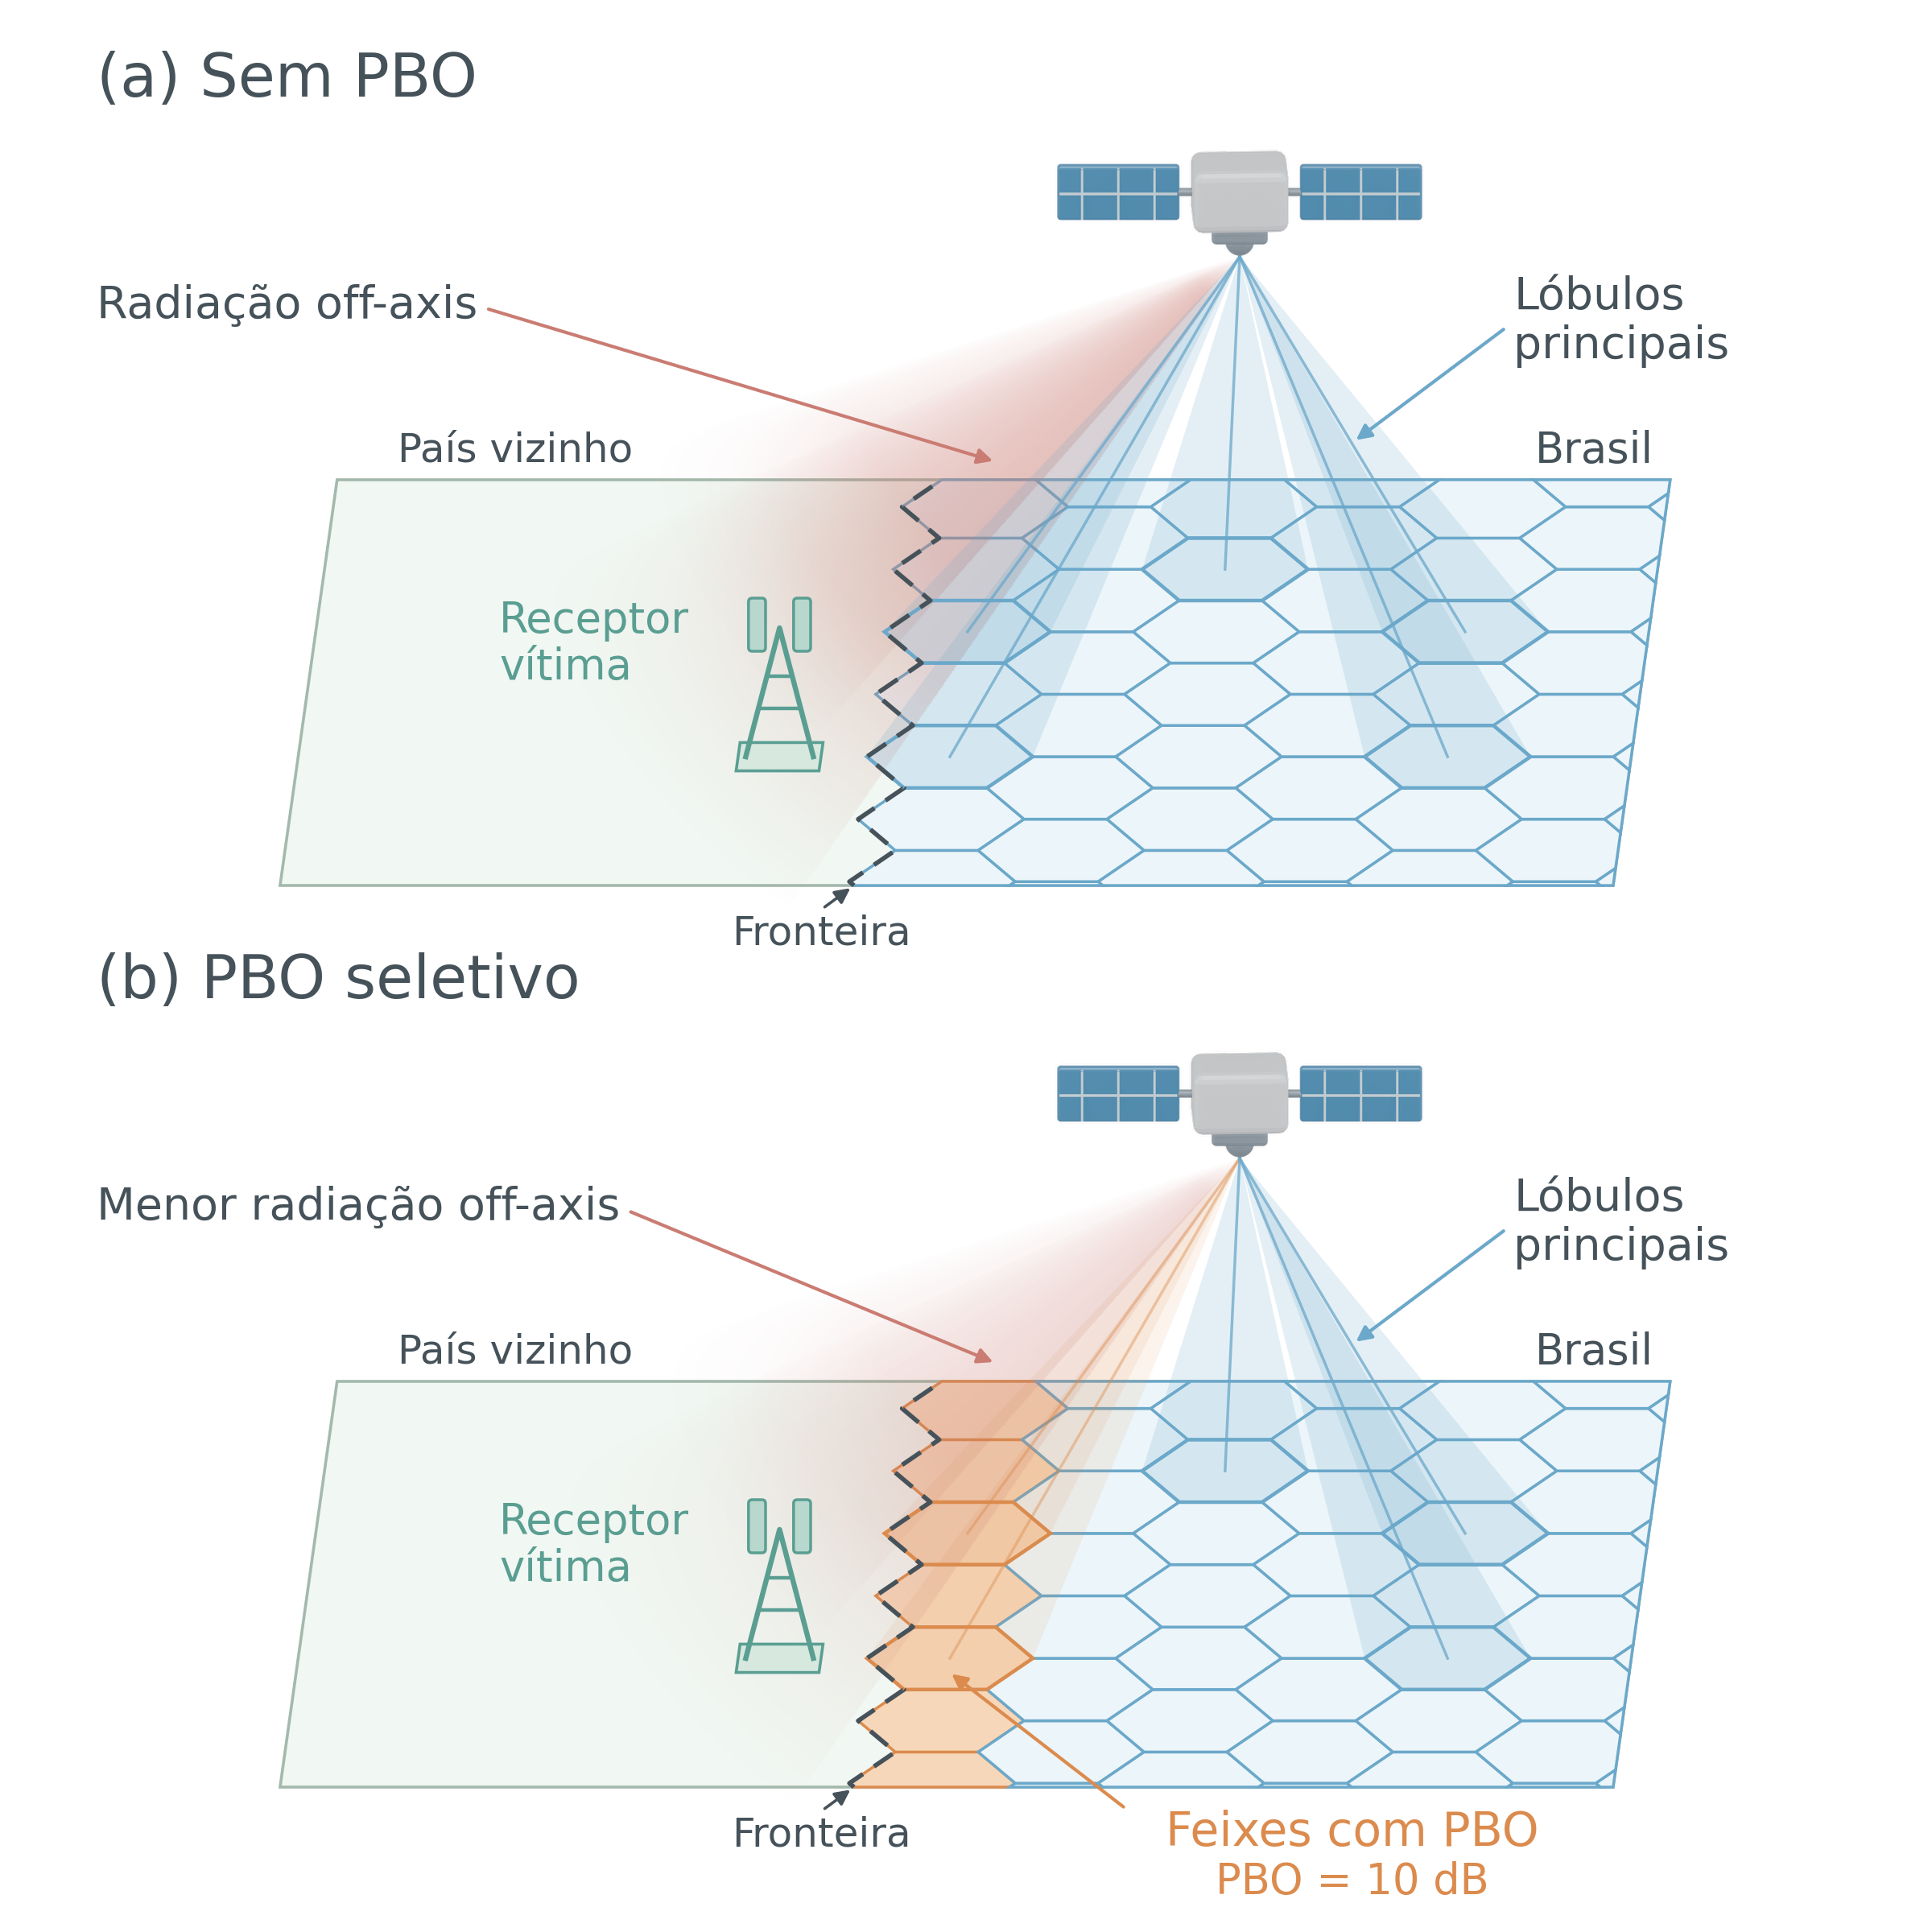 (a) Sem PBO
Radiação off-axis
Lóbulos
principais
País vizinho
Brasil
Receptor
vítima
Fronteira
(b) PBO seletivo
Menor radiação off-axis
Lóbulos
principais
País vizinho
Brasil
Receptor
vítima
Fronteira
Feixes com PBO
PBO = 10 dB